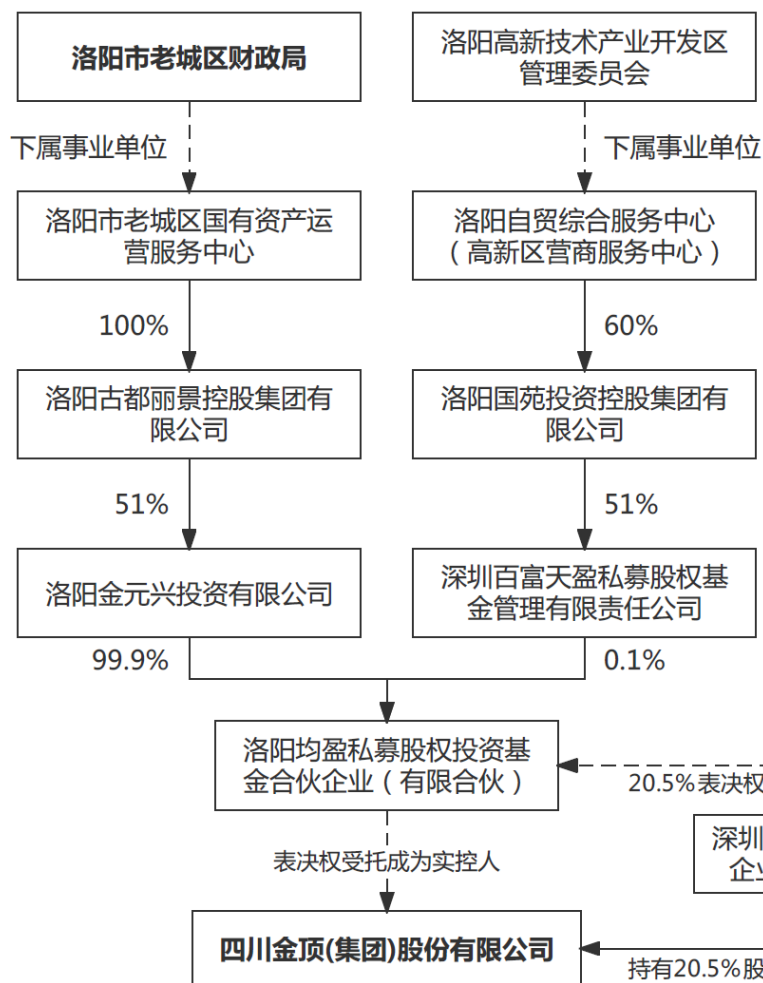 洛阳市老城区财政局
洛阳高新技术产业开发区
管理委员会
下属事业单位
下属事业单位
洛阳市老城区国有资产运
营服务中心
洛阳自贸综合服务中心
（高新区营商服务中心）
100%
60%
洛阳古都丽景控股集团有
限公司
洛阳国苑投资控股集团有
限公司
51%
51%
洛阳金元兴投资有限公司
深圳百富天盈私募股权基
金管理有限责任公司
99.9%
0.1%
洛阳均盈私募股权投资基
金合伙企业（有限合伙）
20.5%表决权
深圳
企业
表决权受托成为实控人
四川金顶(集团)股份有限公司
持有20.5%股